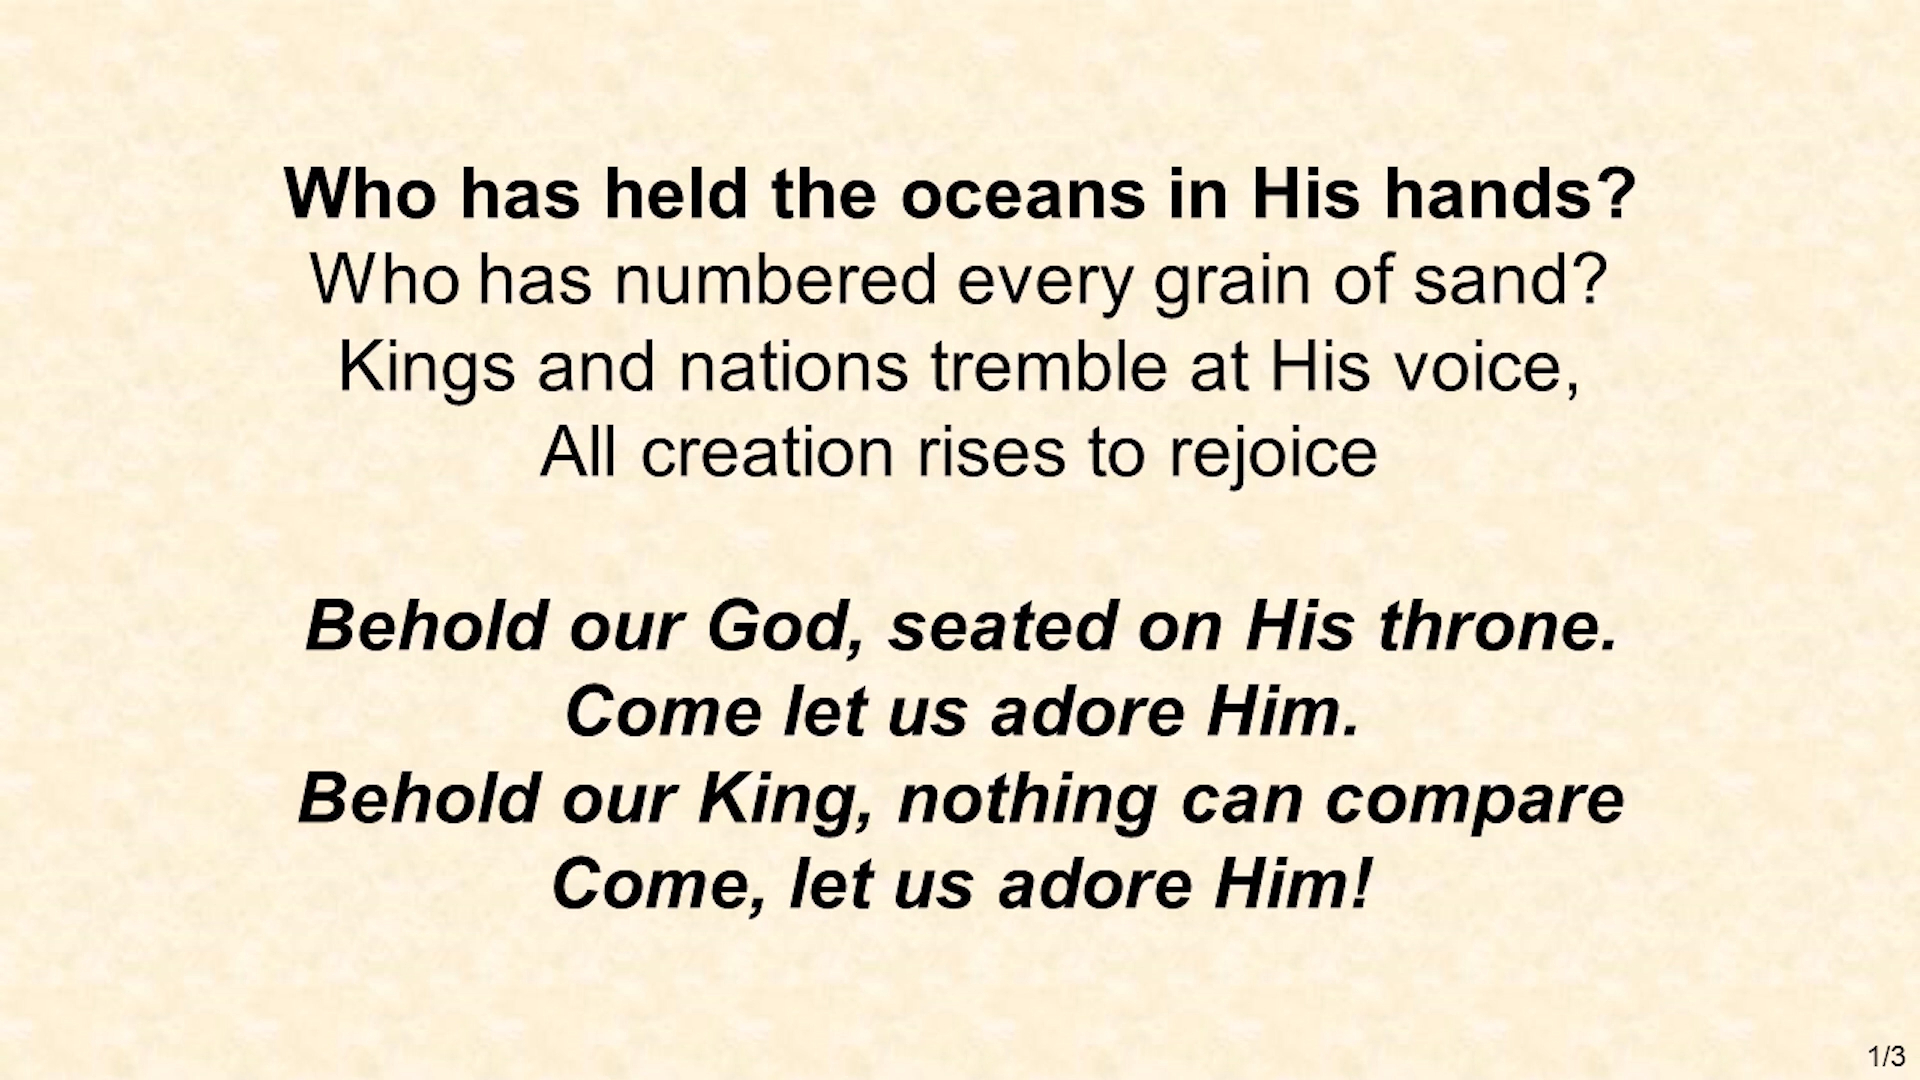 Who has held the oceans in His hands?
Who has numbered every grain of sand?
Kings and nations tremble at His voice,
All creation rises to rejoice
Behold our God, seated on His throne.
Come let us adore Him.
Behold our King, nothing can compare
Come, let us adore Him!
1/3